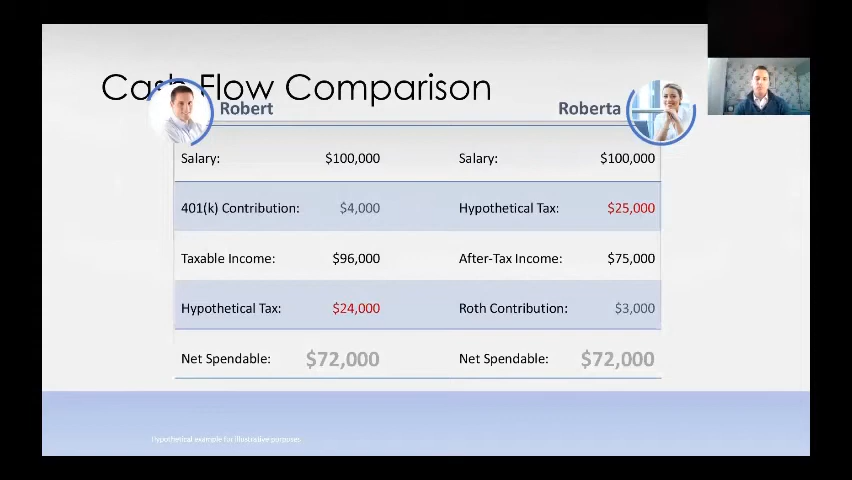 Cash Flow Comparison
Robert Roberta
Salary: $100,000 Salary: $100,000
401(k) Contribution: $4,000 Hypothetical Tax: $25,000
Taxable Income: $96,000 After-Tax Income: $75,000
Hypothetical Tax: $24,000 Roth Contribution: $3,000
Net Spendable: $72,000 Net Spendable: $72,000
Hypothetical example for illustrative purposes